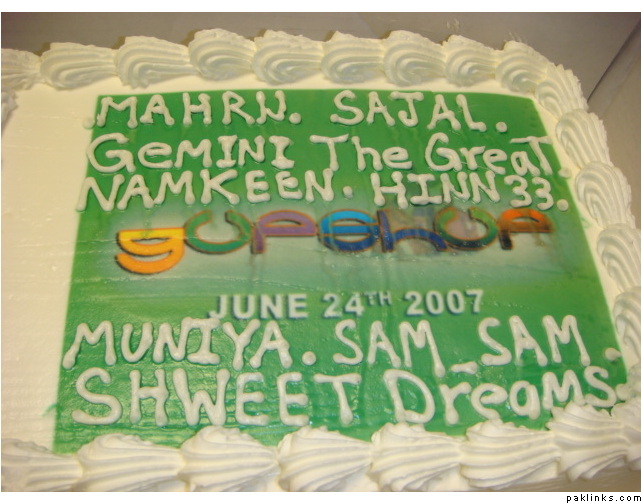 .MAHRN. SAJAL.
GeMINI The Great.
NAMKEEN. HINN33.
gupshup
JUNE 24TH 2007
MUNIYA. SAM_SAM.
SHWEET DreaMS.
paklinks.com